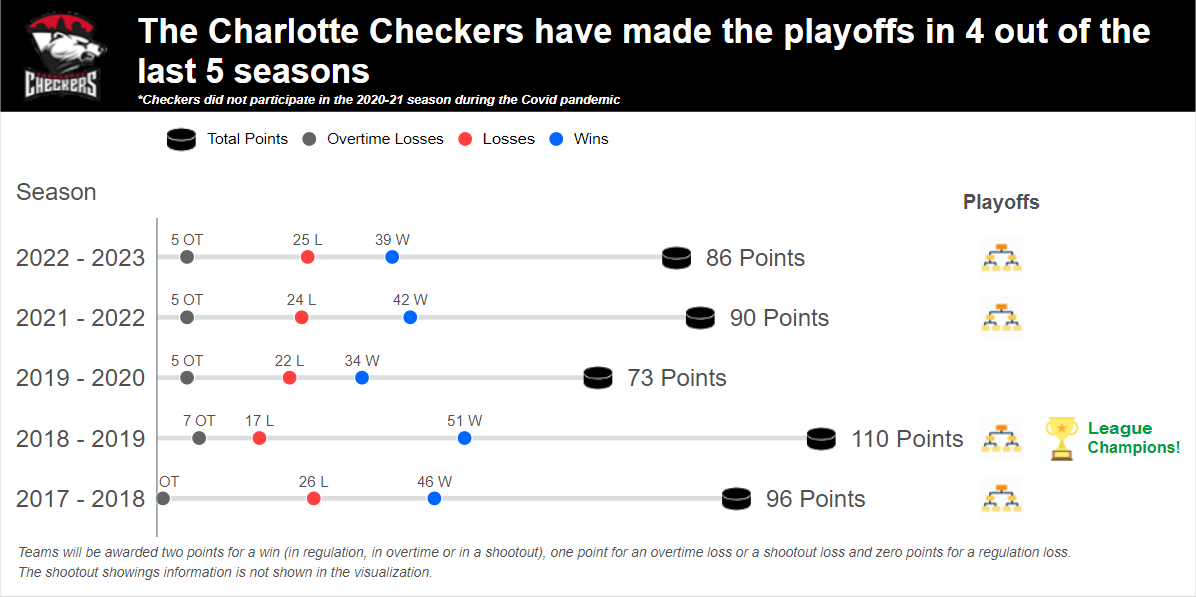 CHECKERS
The Charlotte Checkers have made the playoffs in 4 out of the
last 5 seasons
*Checkers did not participate in the 2020-21 season during the Covid pandemic
Total Points Overtime Losses Losses Wins
Season
Playoffs
5 OT 25 L 39 W
2022 - 2023 86 Points
5 OT 24 L 42 W
2021 - 2022 90 Points
5 OT 22 L 34 W
2019 - 2020 73 Points
7 OT 17 L 51 W
2018 - 2019 110 Points League
Champions!
OT 26 L 46 W
2017 - 2018 96 Points
Teams will be awarded two points for a win (in regulation, in overtime or in a shootout), one point for an overtime loss or a shootout loss and zero points for a regulation loss.
The shootout showings information is not shown in the visualization.